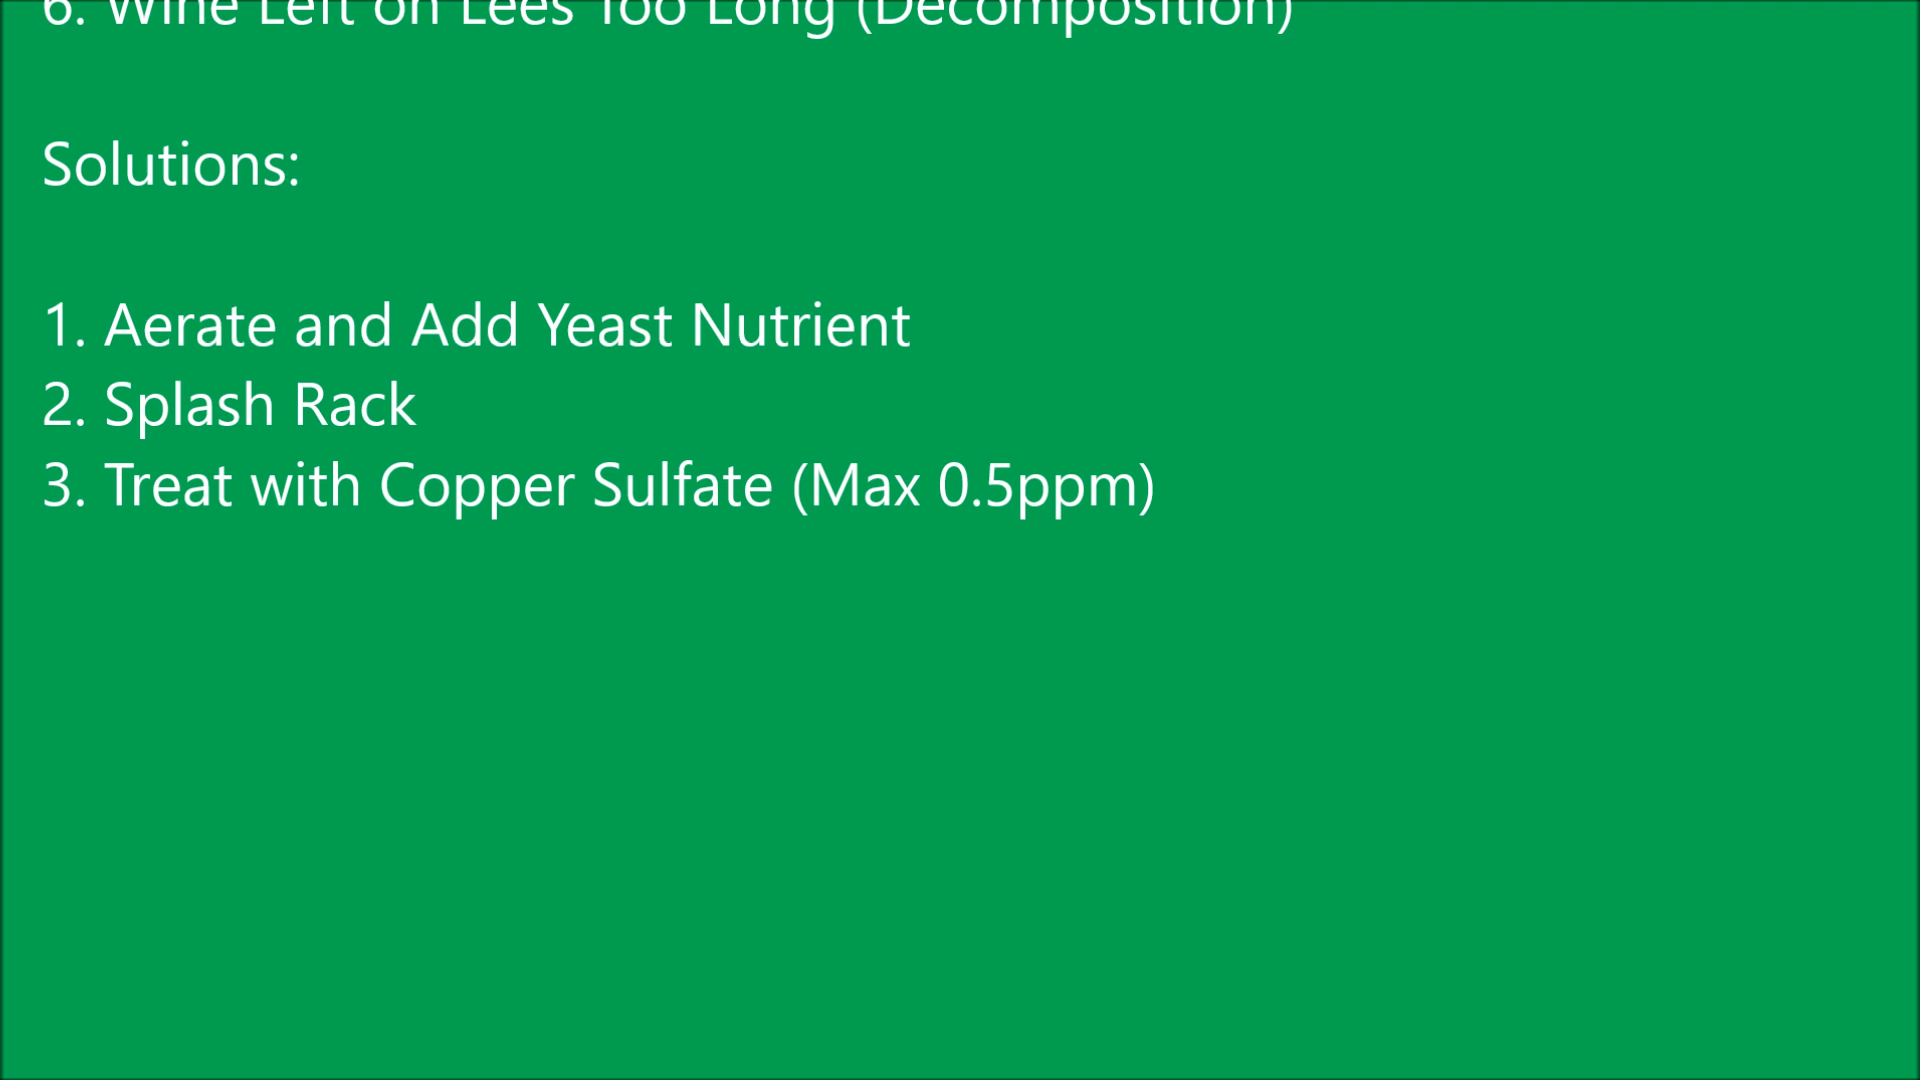 6. Wine Left on Lees Too Long (Decomposition)
Solutions:
1. Aerate and Add Yeast Nutrient
2. Splash Rack
3. Treat with Copper Sulfate (Max 0.5ppm)